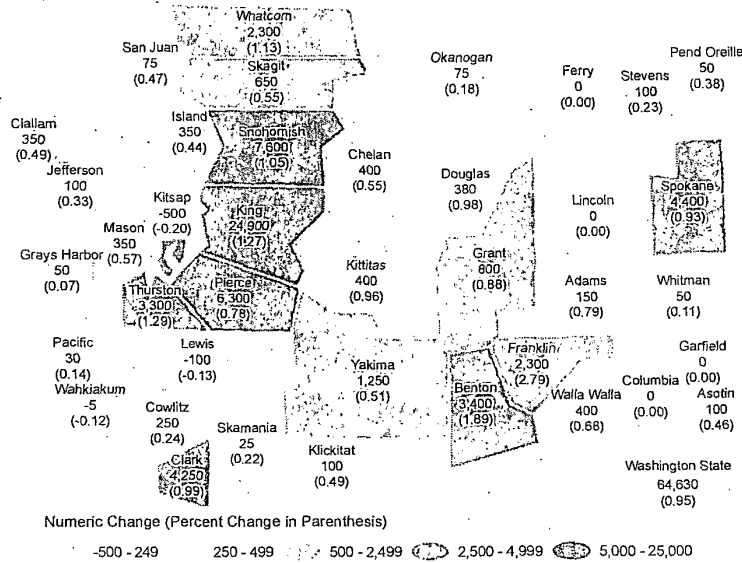 Whatcom
2,300
(1.13)
San Juan
75
(0.47)
Skagit
650
(0.55)
Okanogan
75
(0.18)
Ferry
0
(0.00)
Stevens
100
(0.23)
Pend Oreille
50
(0.38)
Clallam
350
(0.49)
Island
350
(0.44)
Snohomish
7,600
(1.05)
Jefferson
100
(0.33)
Chelan
400
(0.55)
Douglas
380
(0.98)
Lincoln
0
(0.00)
Spokane
4,400
(0.93)
Kitsap
-500
(-0.20)
King
24,900
(1.27)
Mason
350
(0.57)
Grays Harbor
50
(0.07)
Thurston
3,300
(1.29)
Pierce
6,300
(0.78)
Kittitas
400
(0.96)
Grant
800
(0.88)
Adams
150
(0.79)
Whitman
50
(0.11)
Pacific
30
(0.14)
Lewis
-100
(-0.13)
Yakima
1,250
(0.51)
Franklin
2,300
(2.79)
Garfield
0
(0.00)
Wahkiakum
-5
(-0.12)
Benton
3,400
(1.89)
Walla Walla
400
(0.68)
Columbia
0
(0.00)
Asotin
100
(0.46)
Cowlitz
250
(0.24)
Skamania
25
(0.22)
Clark
4,250
(0.99)
Klickitat
100
(0.49)
Washington State
64,630
(0.95)
Numeric Change (Percent Change in Parenthesis)
-500 - 249 250 - 499 500 - 2,499 2,500 - 4,999 5,000 - 25,000